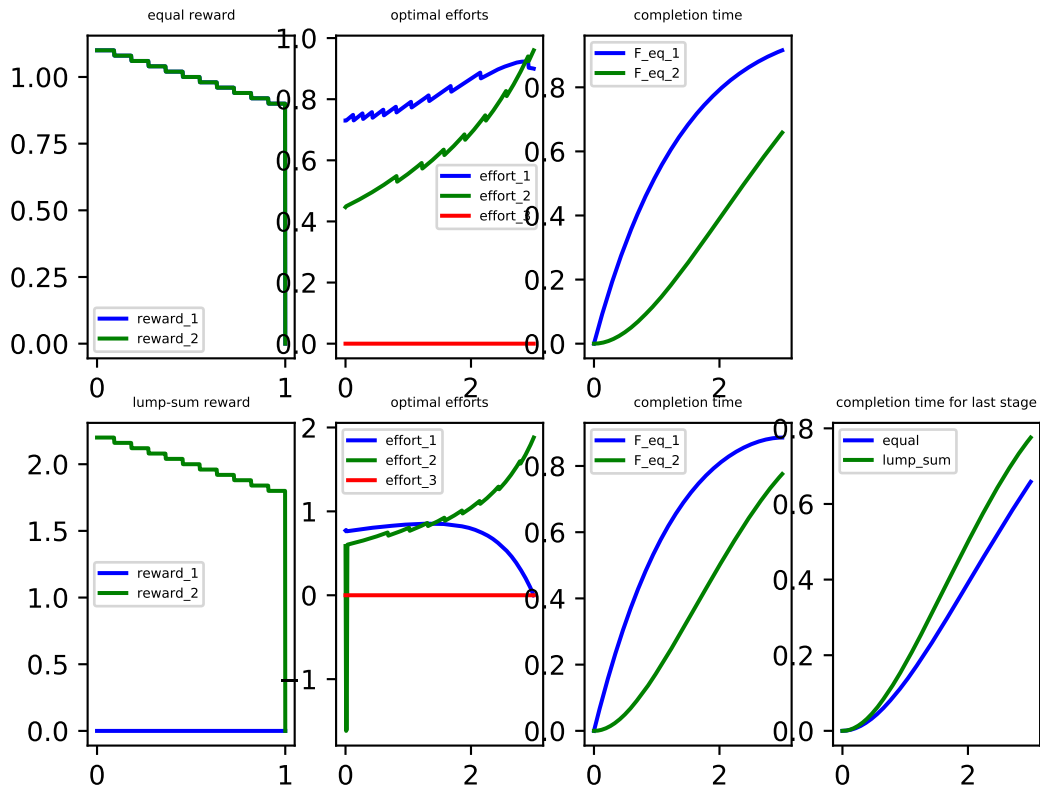 equal reward
optimal efforts
completion time
1.00
0.75
0.50
0.25
0.00
reward_1
reward_2
0
1
1.0
0.8
0.6
0.4
0.2
0.0
effort_1
effort_2
effort_3
0
2
0.8
0.6
0.4
0.2
0.0
F_eq_1
F_eq_2
0
2
lump-sum reward
optimal efforts
completion time
completion time for last stage
2.0
1.5
1.0
0.5
0.0
reward_1
reward_2
0
1
2
1
0
−1
effort_1
effort_2
effort_3
0
2
0.8
0.6
0.4
0.2
0.0
F_eq_1
F_eq_2
0
2
0.8
0.6
0.4
0.2
0.0
equal
lump_sum
0
2